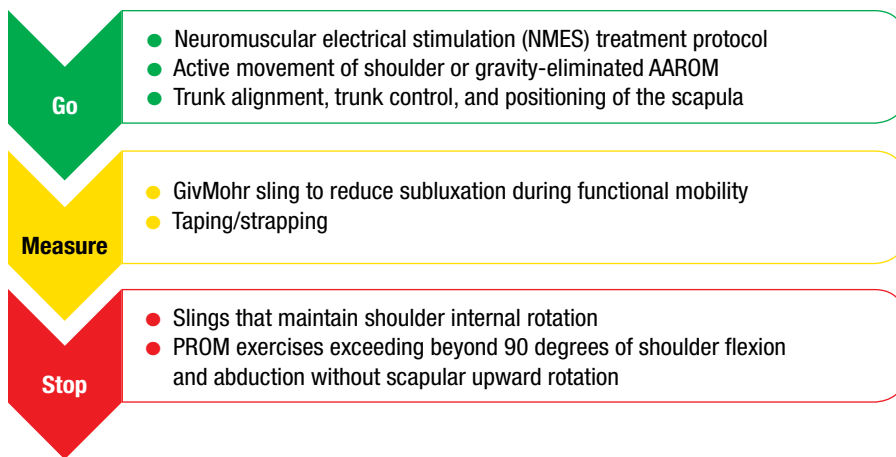 Go
Neuromuscular electrical stimulation (NMES) treatment protocol
Active movement of shoulder or gravity-eliminated AAROM
Trunk alignment, trunk control, and positioning of the scapula
Measure
GivMohr sling to reduce subluxation during functional mobility
Taping/strapping
Stop
Slings that maintain shoulder internal rotation
PROM exercises exceeding beyond 90 degrees of shoulder flexion
and abduction without scapular upward rotation